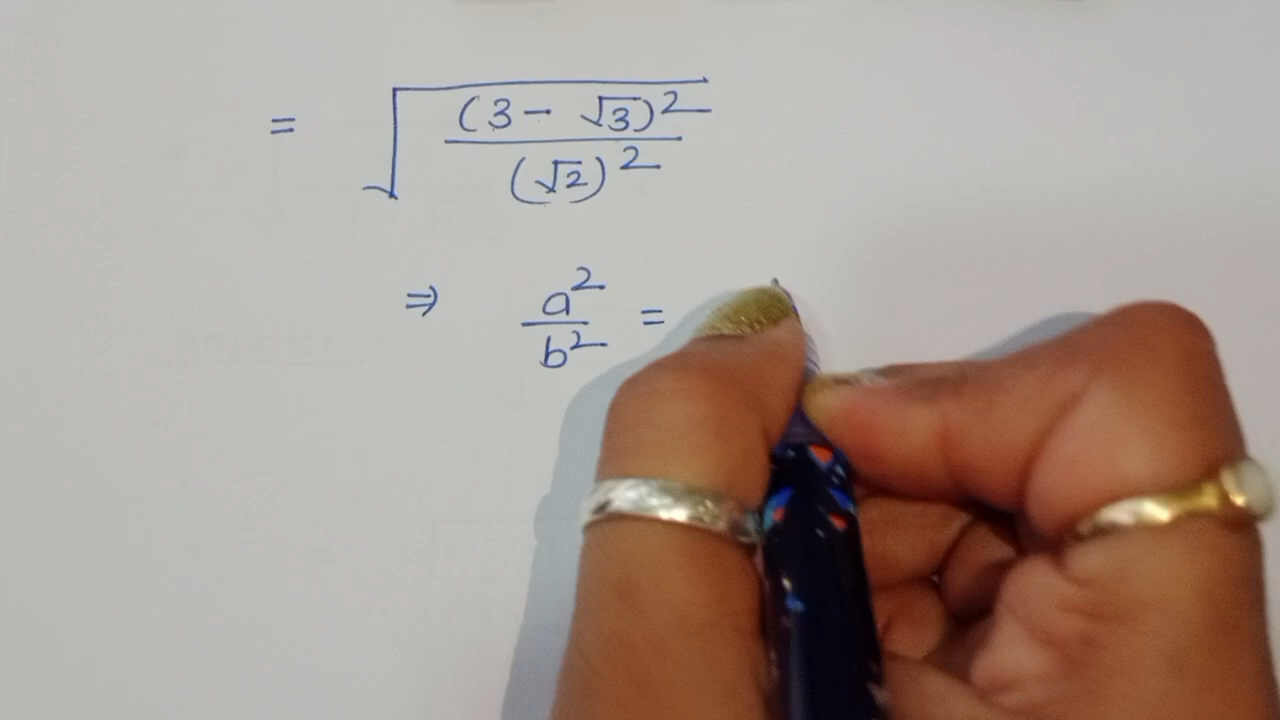 = √((3 - √3)² / (√2)²)
⇒ a² / b² =